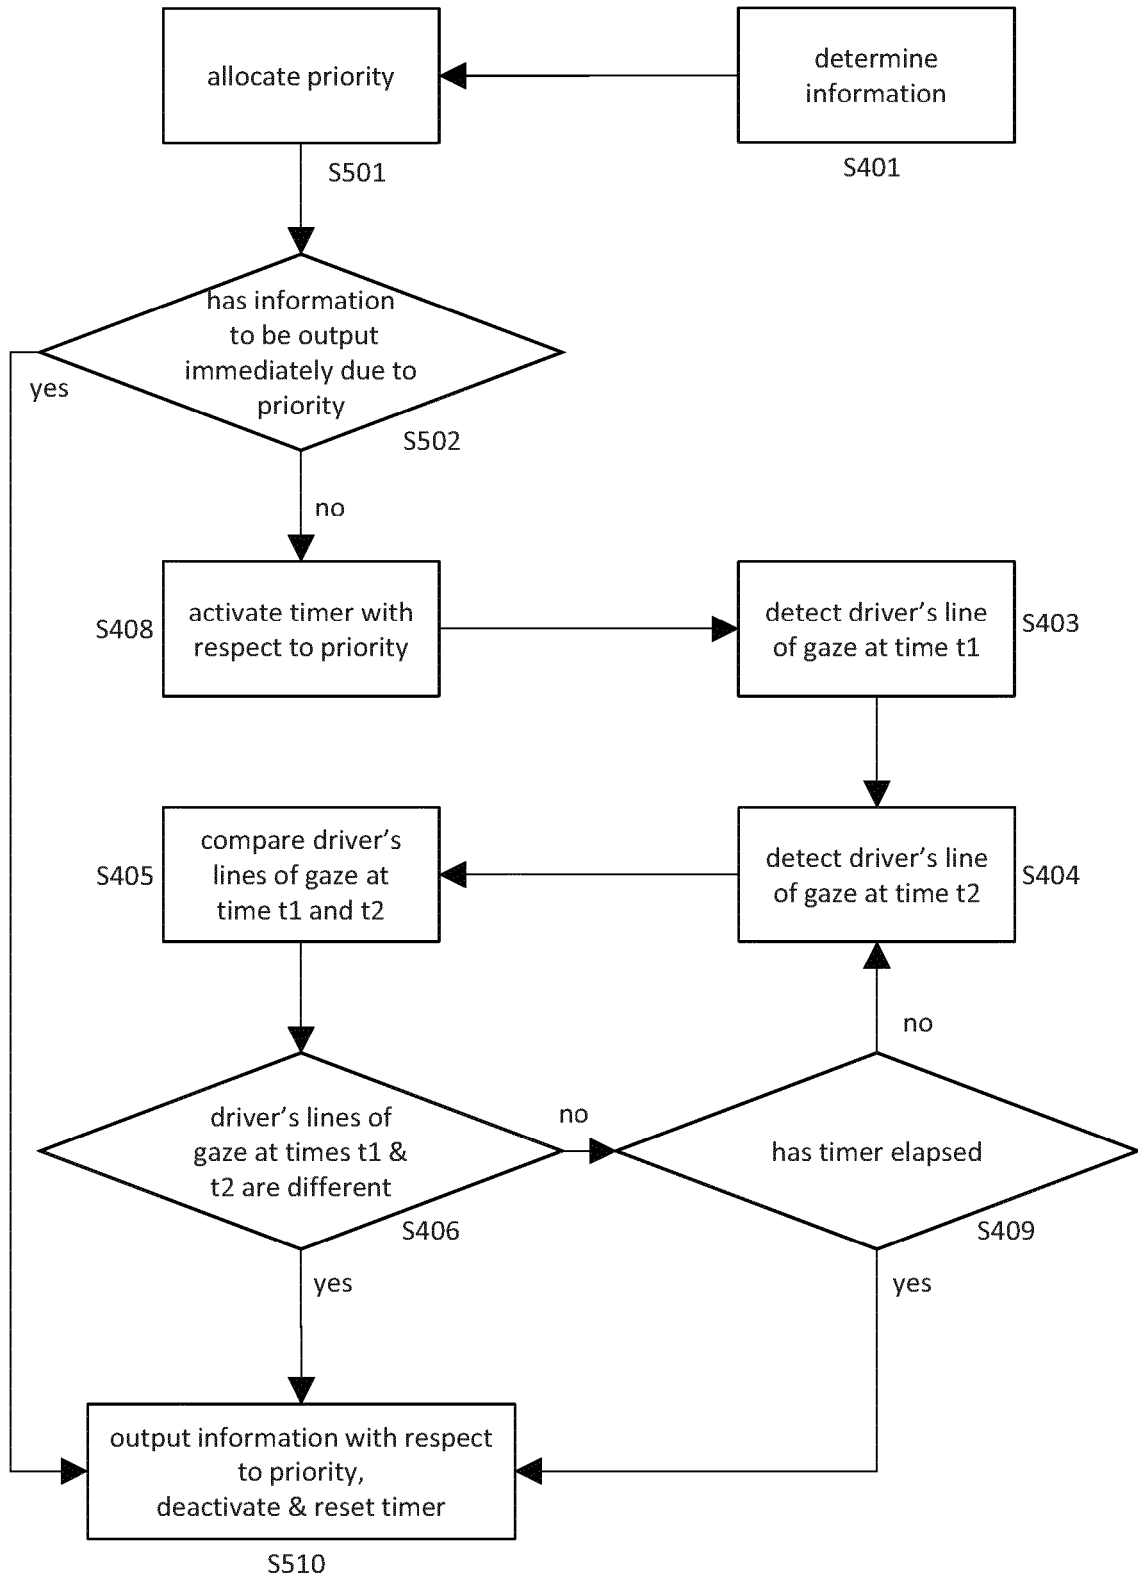 allocate priority
determine
information
S501
S401
has information
to be output
immediately due to
priority
yes
S502
no
S408
activate timer with
respect to priority
detect driver's line
of gaze at time t1
S403
S405
compare driver's
lines of gaze at
time t1 and t2
detect driver's line
of gaze at time t2
S404
no
driver's lines of
gaze at times t1 &
t2 are different
no
has timer elapsed
S406
S409
yes
yes
output information with respect
to priority,
deactivate & reset timer
S510